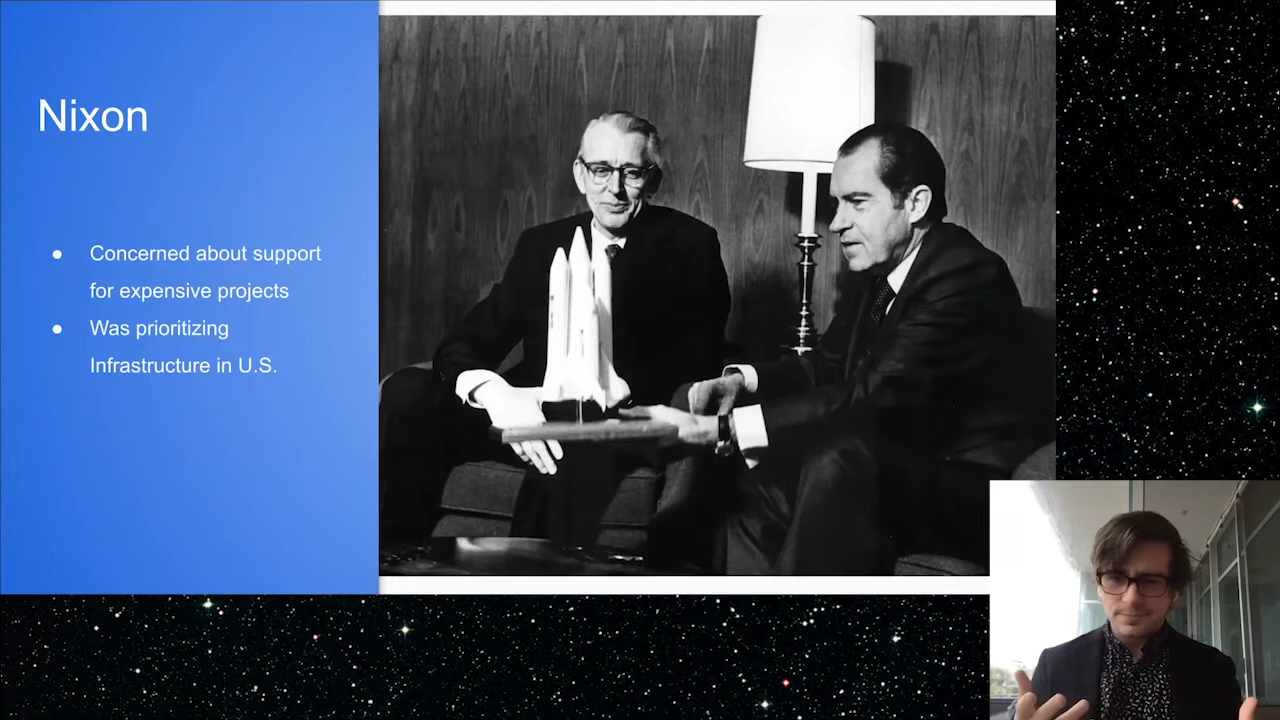 Nixon
● Concerned about support
for expensive projects
● Was prioritizing
Infrastructure in U.S.